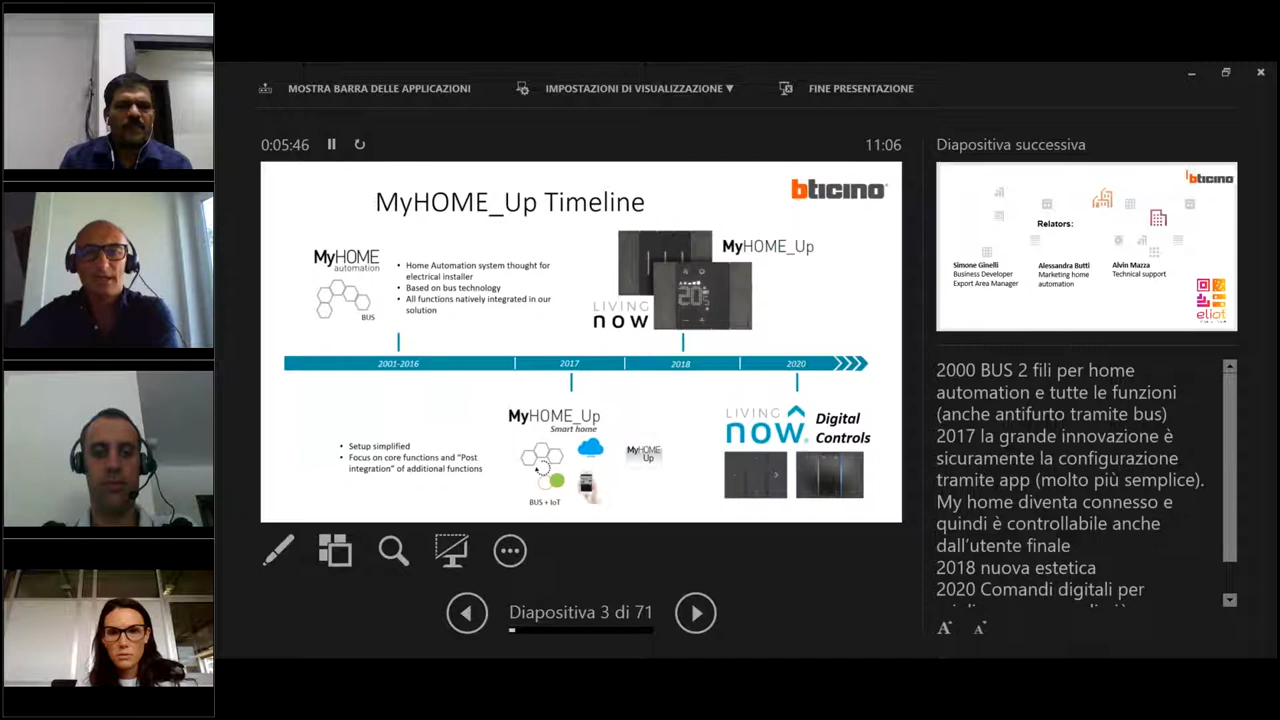 MOSTRA BARRA DELLE APPLICAZIONI
IMPOSTAZIONI DI VISUALIZZAZIONE ▼
FINE PRESENTAZIONE
0:05:46
11:06
MyHOME_Up Timeline
bticino
MyHOME
automation
BUS
• Home Automation system thought for
electrical installer
• Based on bus technology
• All functions natively integrated in our
solution
MyHOME_Up
LIVING
now
20
2001-2016
2017
2018
2020
• Setup simplified
• Focus on core functions and "Post
integration" of additional functions
MyHOME_Up
Smart home
BUS + IoT
MyHOME
Up
LIVING
now
Digital
Controls
Diapositiva 3 di 71
Diapositiva successiva
bticino
Relators:
Simone Ginelli
Business Developer
Export Area Manager
Alessandra Butti
Marketing home
automation
Alvin Mazza
Technical support
eliot
2000 BUS 2 fili per home
automation e tutte le funzioni
(anche antifurto tramite bus)
2017 la grande innovazione è
sicuramente la configurazione
tramite app (molto più semplice).
My home diventa connesso e
quindi è controllabile anche
dall'utente finale
2018 nuova estetica
2020 Comandi digitali per
A A